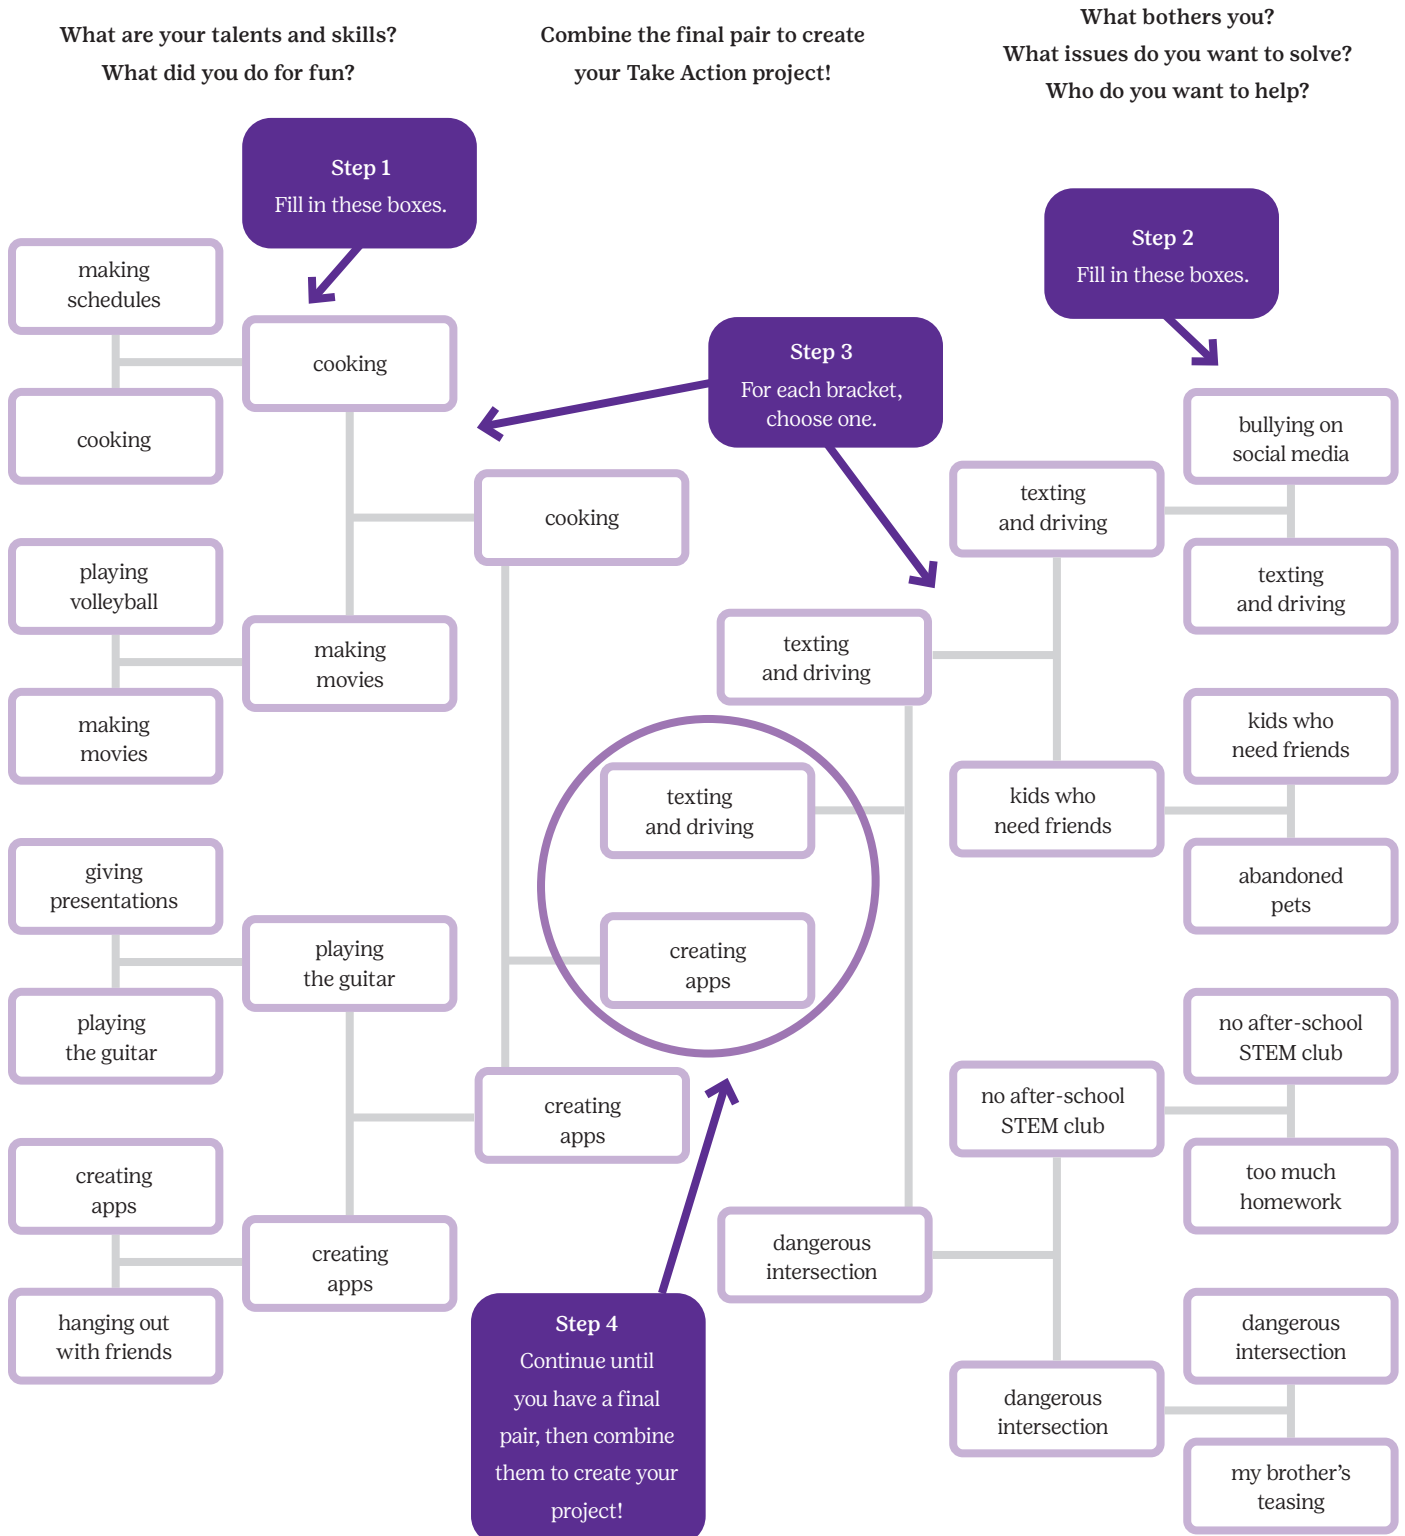 What are your talents and skills?
What did you do for fun?
Combine the final pair to create
your Take Action project!
What bothers you?
What issues do you want to solve?
Who do you want to help?
Step 1
Fill in these boxes.
making
schedules
cooking
cooking
playing
volleyball
making
movies
making
movies
giving
presentations
playing
the guitar
playing
the guitar
creating
apps
hanging out
with friends
creating
apps
cooking
creating
apps
Step 3
For each bracket,
choose one.
texting
and driving
creating
apps
Step 4
Continue until
you have a final
pair, then combine
them to create your
project!
texting
and driving
dangerous
intersection
Step 2
Fill in these boxes.
texting
and driving
bullying on
social media
texting
and driving
kids who
need friends
kids who
need friends
abandoned
pets
no after-school
STEM club
no after-school
STEM club
too much
homework
dangerous
intersection
dangerous
intersection
my brother’s
teasing